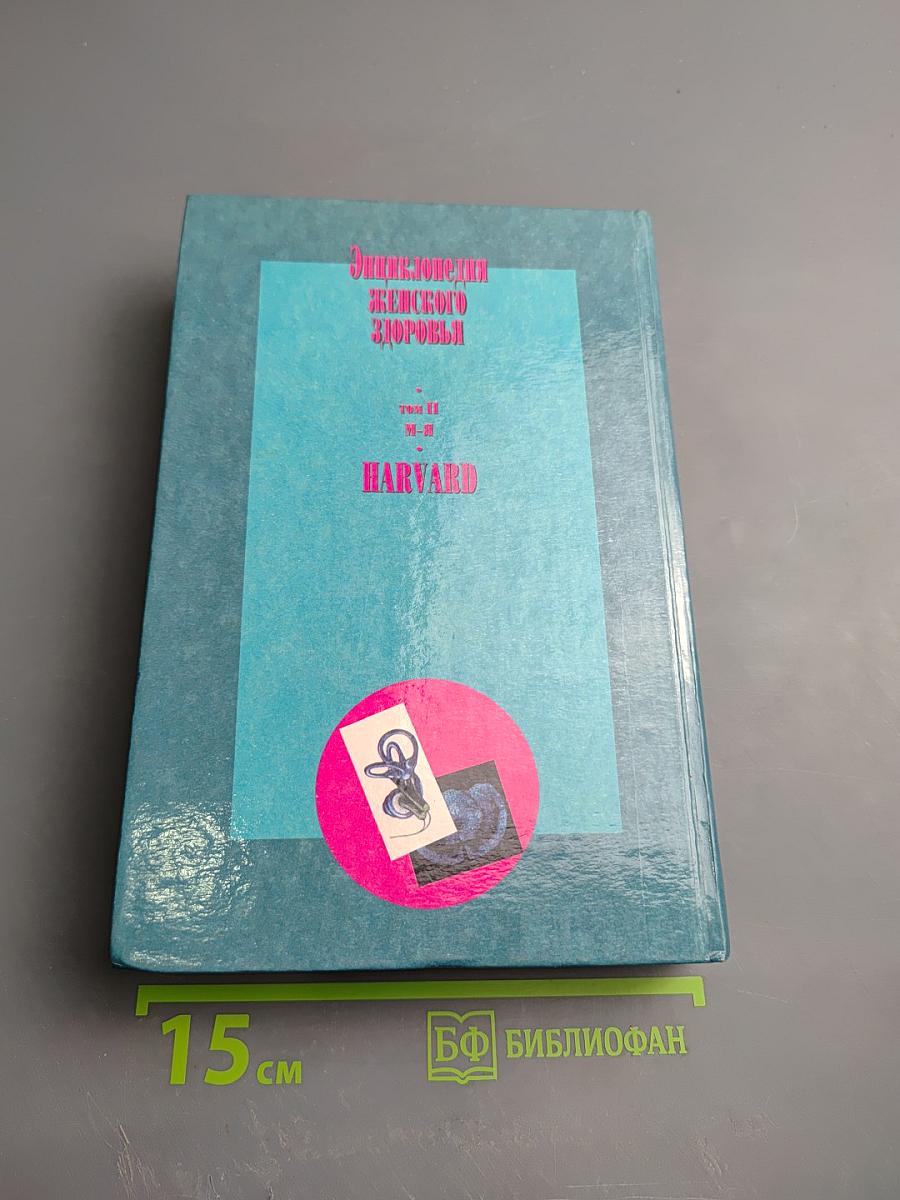 Энциклопедия
ЖЕНСКОГО
ЗДОРОВЬЯ
том II
М-Я
HARVARD
15 см
БФ БИБЛИОФАН